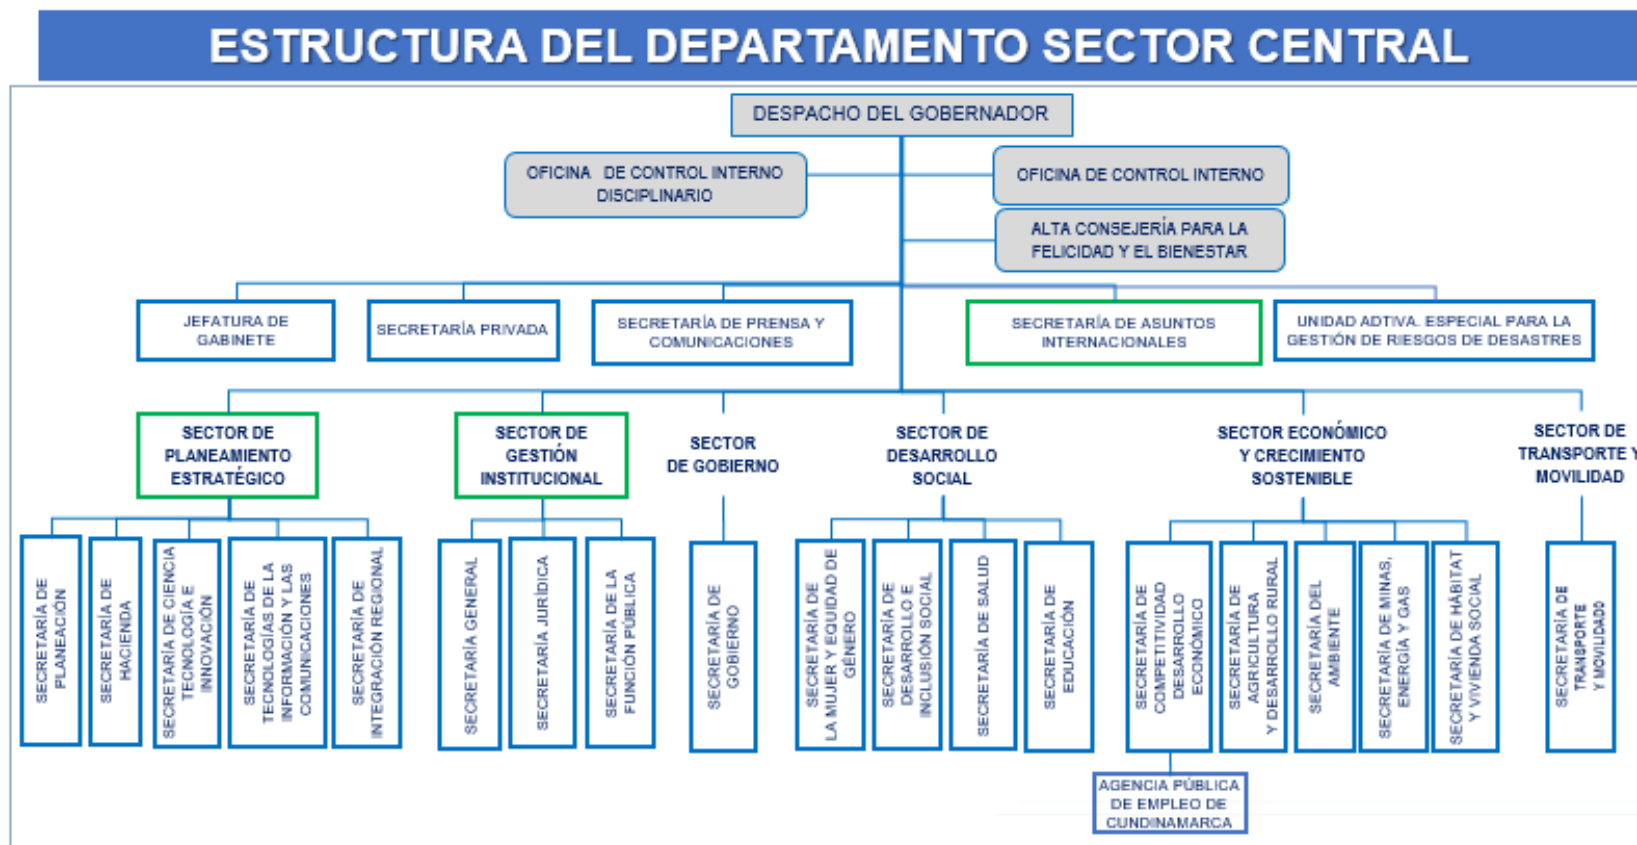 ESTRUCTURA DEL DEPARTAMENTO SECTOR CENTRAL
DESPACHO DEL GOBERNADOR
OFICINA DE CONTROL INTERNO
DISCIPLINARIO
OFICINA DE CONTROL INTERNO
ALTA CONSEJERÍA PARA LA
FELICIDAD Y EL BIENESTAR
JEFATURA DE
GABINETE
SECRETARÍA PRIVADA
SECRETARÍA DE PRENSA Y
COMUNICACIONES
SECRETARÍA DE ASUNTOS
INTERNACIONALES
UNIDAD ADTIVA. ESPECIAL PARA LA
GESTIÓN DE RIESGOS DE DESASTRES
SECTOR DE
PLANEAMIENTO
ESTRATÉGICO
SECTOR DE
GESTIÓN
INSTITUCIONAL
SECTOR
DE GOBIERNO
SECTOR DE
DESARROLLO
SOCIAL
SECTOR ECONÓMICO
Y CRECIMIENTO
SOSTENIBLE
SECTOR DE
TRANSPORTE Y
MOVILIDAD
SECRETARÍA DE
PLANEACIÓN
SECRETARÍA DE
HACIENDA
SECRETARÍA DE CIENCIA
TECNOLOGÍA E
INNOVACIÓN
SECRETARÍA DE
TECNOLOGÍAS DE LA
INFORMACIÓN Y LAS
COMUNICACIONES
SECRETARÍA DE
INTEGRACIÓN REGIONAL
SECRETARÍA GENERAL
SECRETARÍA JURÍDICA
SECRETARÍA DE LA
FUNCIÓN PÚBLICA
SECRETARÍA DE
GOBIERNO
SECRETARÍA DE
LA MUJER Y EQUIDAD DE
GÉNERO
SECRETARÍA DE
DESARROLLO E
INCLUSIÓN SOCIAL
SECRETARÍA DE SALUD
SECRETARÍA DE
EDUCACIÓN
SECRETARÍA DE
COMPETITIVIDAD
DESARROLLO
ECONÓMICO
SECRETARÍA DE
AGRICULTURA
Y DESARROLLO RURAL
SECRETARÍA DEL
AMBIENTE
SECRETARÍA DE MINAS,
ENERGÍA Y GAS
SECRETARÍA DE HÁBITAT
Y VIVIENDA SOCIAL
SECRETARÍA DE
TRANSPORTE
Y MOVILIDAD
AGENCIA PÚBLICA
DE EMPLEO DE
CUNDINAMARCA